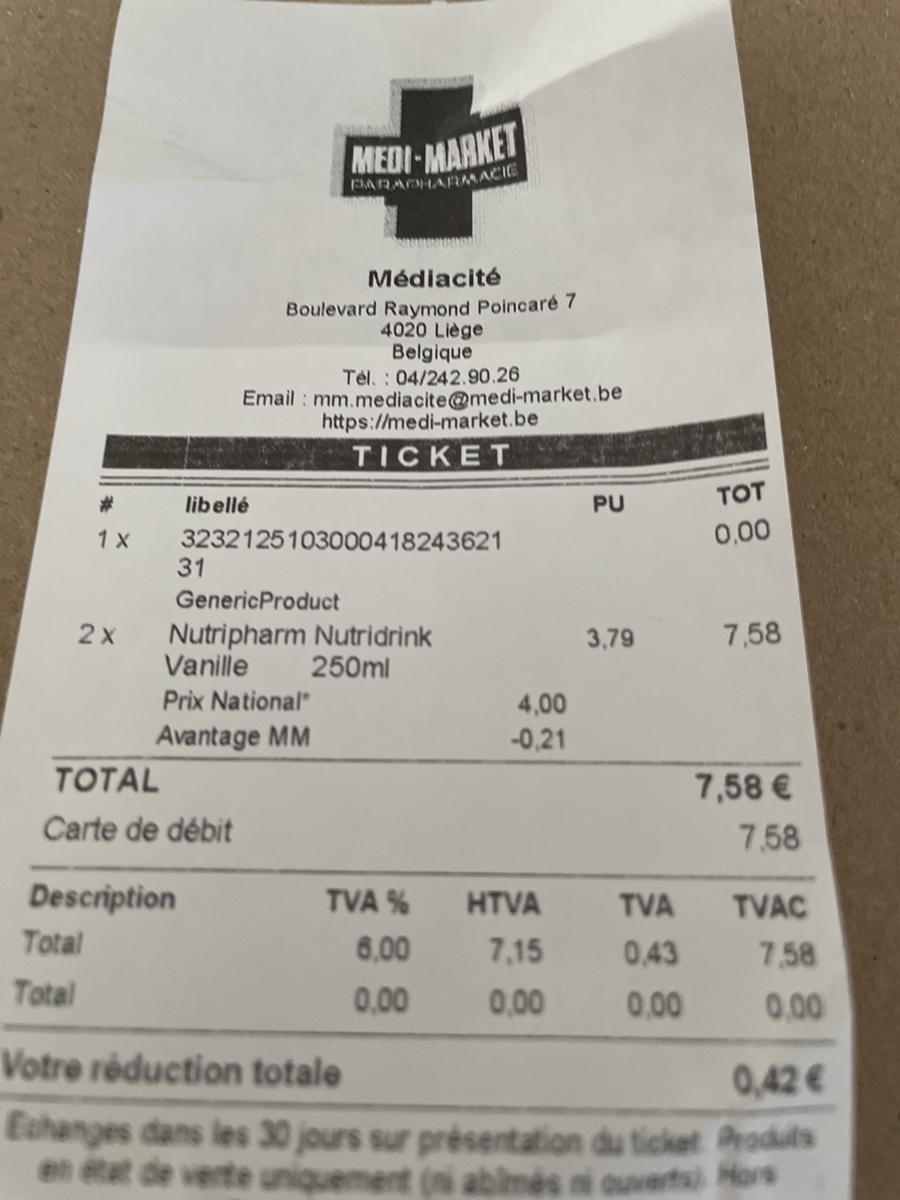 MEDI-MARKET
PARAPHARMACIE
Médiacité
Boulevard Raymond Poincaré 7
4020 Liège
Belgique
Tél. : 04/242.90.26
Email : mm.mediacite@medi-market.be
https://medi-market.be
TICKET
# libellé PU TOT
1 x 3232125103000418243621 0,00
31
GenericProduct
2 x Nutripharm Nutridrink 3,79 7,58
Vanille 250ml
Prix National* 4,00
Avantage MM -0,21
TOTAL 7,58 €
Carte de débit 7,58
Description TVA % HTVA TVA TVAC
Total 6,00 7,15 0,43 7,58
Total 0,00 0,00 0,00 0,00
Votre réduction totale 0,42 €
Echanges dans les 30 jours sur présentation du ticket. Produits
en état de vente uniquement (ni abîmés ni ouverts). Hors